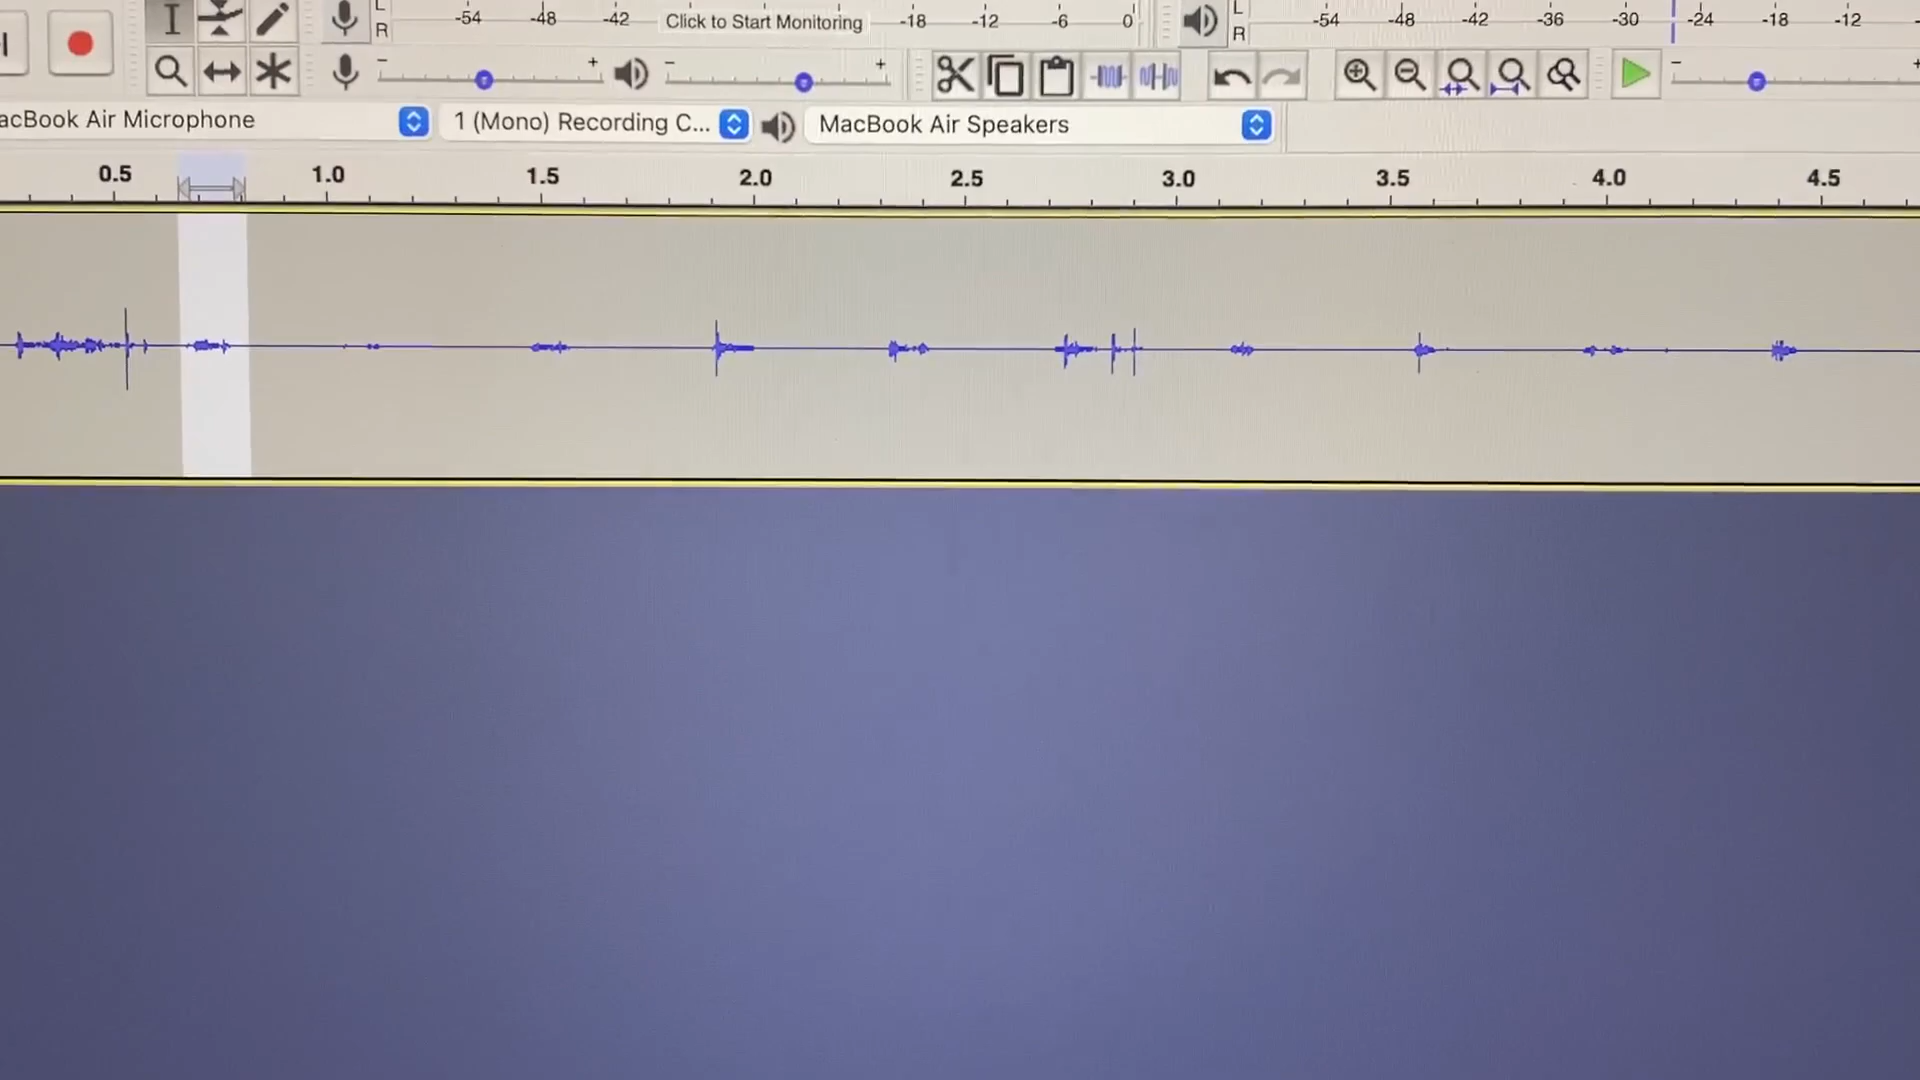 L -54 -48 -42 Click to Start Monitoring -18 -12 -6 0 L -54 -48 -42 -36 -30 -24 -18 -12
R R
- + - + - +
acBook Air Microphone 1 (Mono) Recording C... MacBook Air Speakers
0.5 1.0 1.5 2.0 2.5 3.0 3.5 4.0 4.5